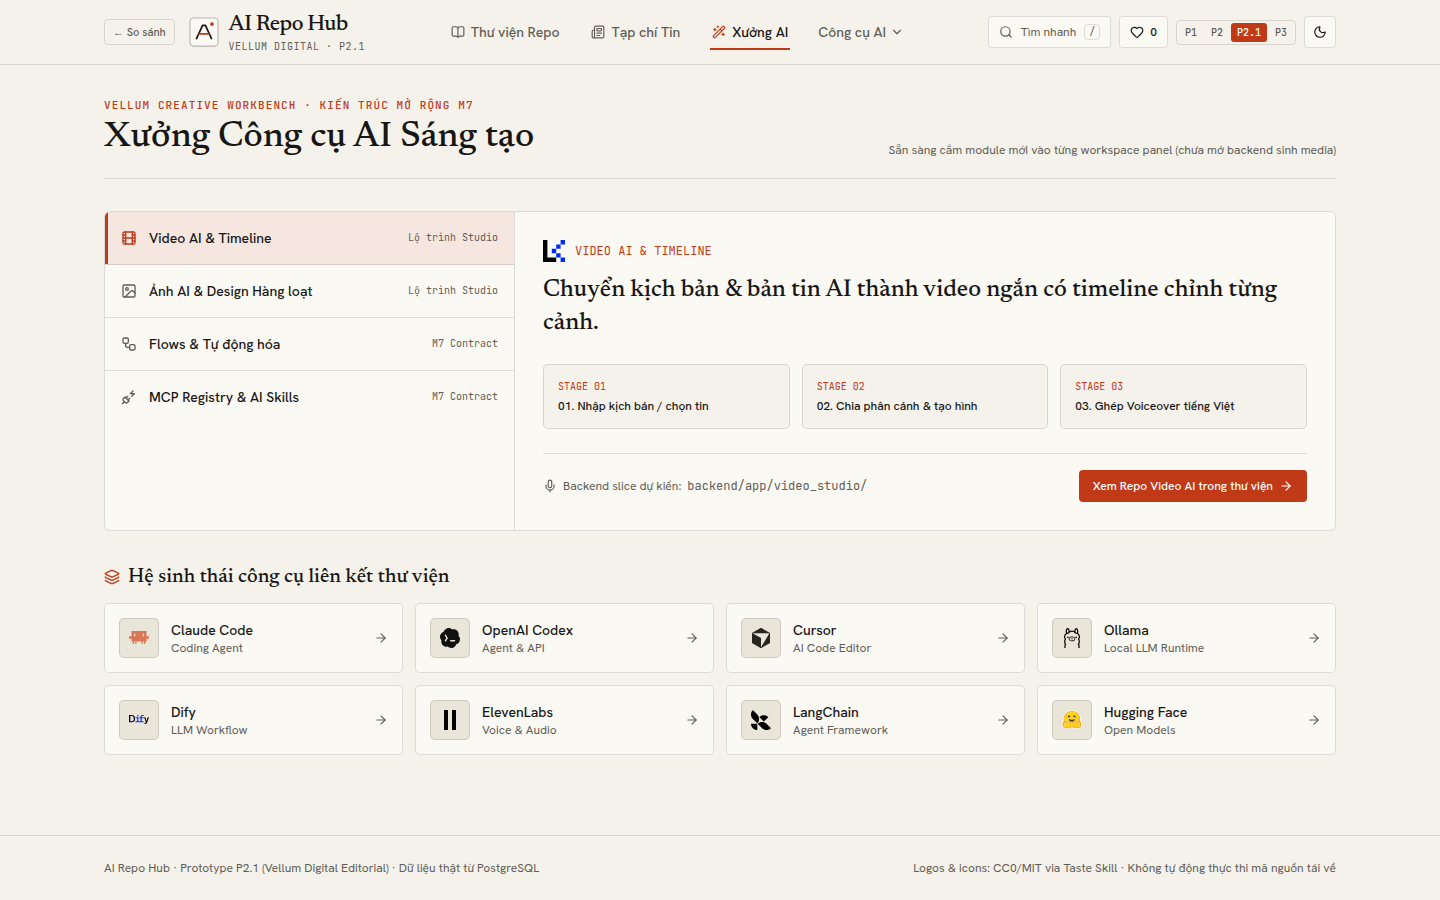 ← So sánh
AI Repo Hub
VELLUM DIGITAL · P2.1
Thư viện Repo
Tạp chí Tin
Xưởng AI
Công cụ AI
Tìm nhanh /
0
P1 P2 P2.1 P3
VELLUM CREATIVE WORKBENCH · KIẾN TRÚC MỞ RỘNG M7
Xưởng Công cụ AI Sáng tạo
Sẵn sàng cắm module mới vào từng workspace panel (chưa mở backend sinh media)
Video AI & Timeline Lộ trình Studio
Ảnh AI & Design Hàng loạt Lộ trình Studio
Flows & Tự động hóa M7 Contract
MCP Registry & AI Skills M7 Contract
VIDEO AI & TIMELINE
Chuyển kịch bản & bản tin AI thành video ngắn có timeline chỉnh từng
cảnh.
STAGE 01
01. Nhập kịch bản / chọn tin
STAGE 02
02. Chia phân cảnh & tạo hình
STAGE 03
03. Ghép Voiceover tiếng Việt
Backend slice dự kiến: backend/app/video_studio/
Xem Repo Video AI trong thư viện →
Hệ sinh thái công cụ liên kết thư viện
Claude Code
Coding Agent
OpenAI Codex
Agent & API
Cursor
AI Code Editor
Ollama
Local LLM Runtime
Dify
Dify
LLM Workflow
ElevenLabs
Voice & Audio
LangChain
Agent Framework
Hugging Face
Open Models
AI Repo Hub · Prototype P2.1 (Vellum Digital Editorial) · Dữ liệu thật từ PostgreSQL
Logos & icons: CC0/MIT via Taste Skill · Không tự động thực thi mã nguồn tải về